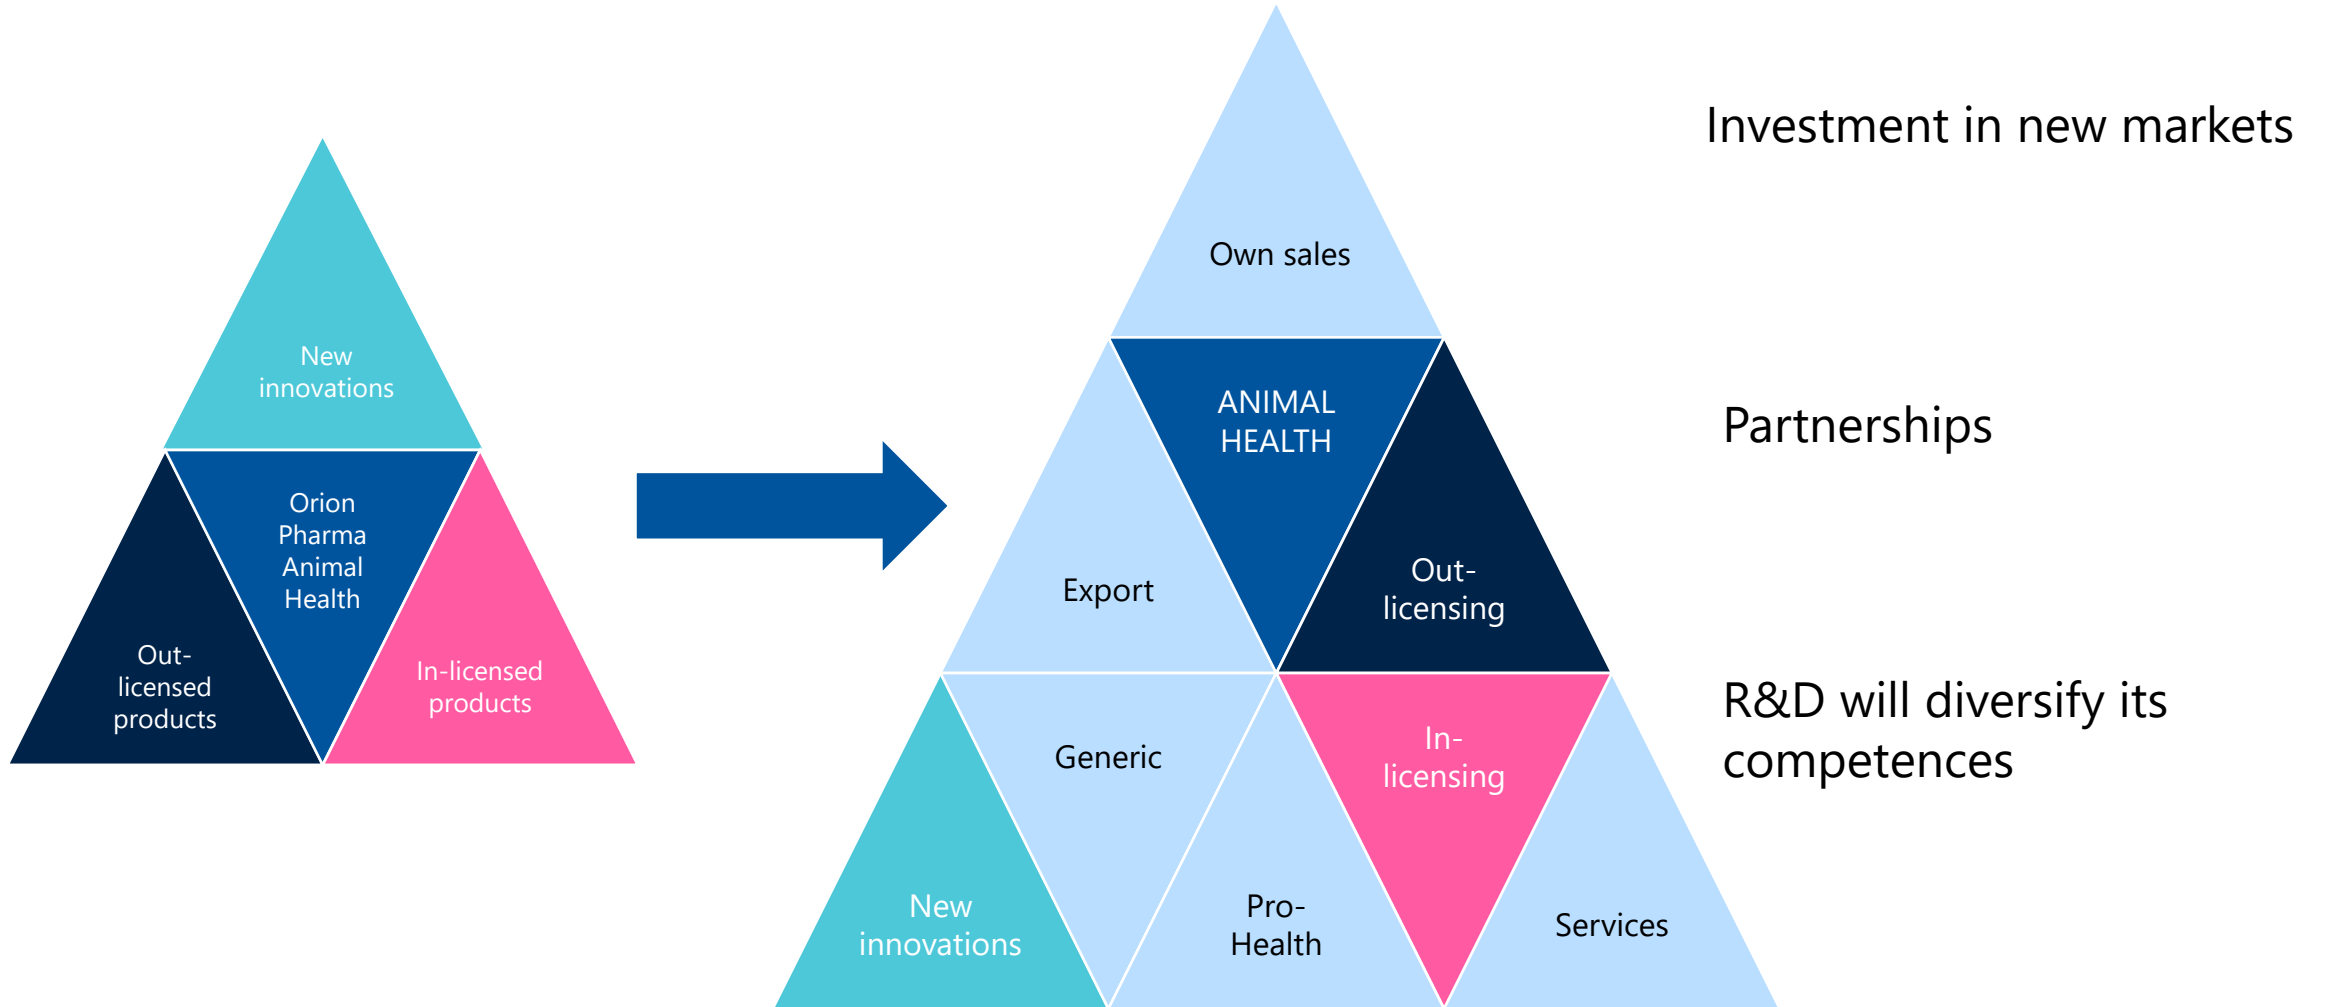 New
innovations
Orion
Pharma
Animal
Health
Out-
licensed
products
In-licensed
products
Own sales
ANIMAL
HEALTH
Export
Out-
licensing
New
innovations
Generic
Pro-
Health
In-
licensing
Services
Investment in new markets
Partnerships
R&D will diversify its
competences